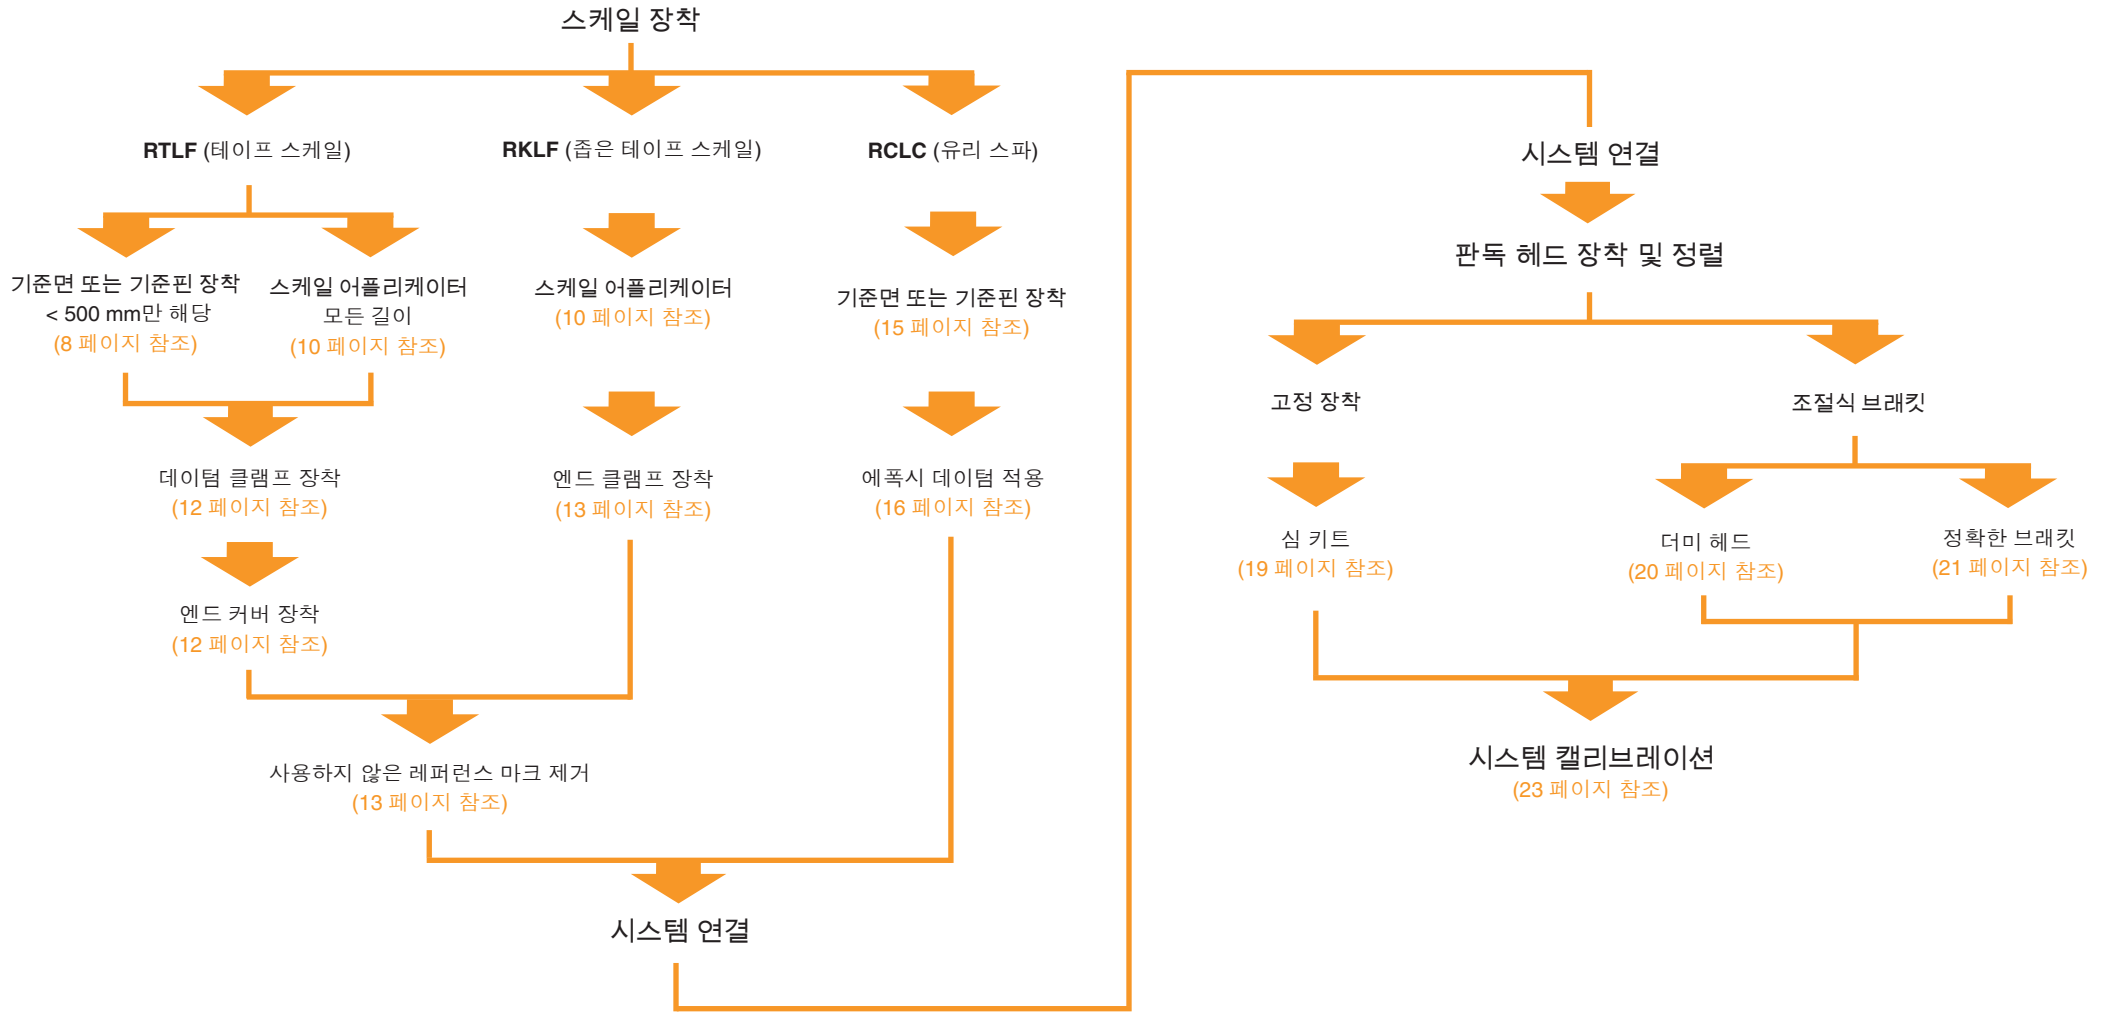 스케일 장착
RTLF (테이프 스케일)
RKLF (좁은 테이프 스케일)
RCLC (유리 스파)
기준면 또는 기준핀 장착
< 500 mm만 해당
(8 페이지 참조)
스케일 어플리케이터
모든 길이
(10 페이지 참조)
스케일 어플리케이터
(10 페이지 참조)
기준면 또는 기준핀 장착
(15 페이지 참조)
데이텀 클램프 장착
(12 페이지 참조)
엔드 클램프 장착
(13 페이지 참조)
에폭시 데이텀 적용
(16 페이지 참조)
엔드 커버 장착
(12 페이지 참조)
사용하지 않은 레퍼런스 마크 제거
(13 페이지 참조)
시스템 연결
시스템 연결
판독 헤드 장착 및 정렬
고정 장착
조절식 브래킷
심 키트
(19 페이지 참조)
더미 헤드
(20 페이지 참조)
정확한 브래킷
(21 페이지 참조)
시스템 캘리브레이션
(23 페이지 참조)